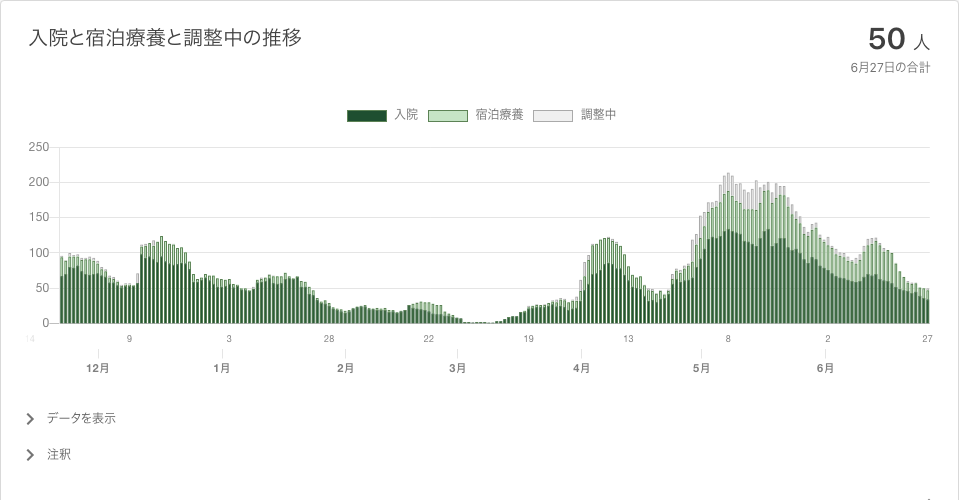 入院と宿泊療養と調整中の推移
50 人
6月27日の合計
入院 宿泊療養 調整中
250
200
150
100
50
0
14 9 3 28 22 19 13 8 2 27
12月 1月 2月 3月 4月 5月 6月
データを表示
注釈